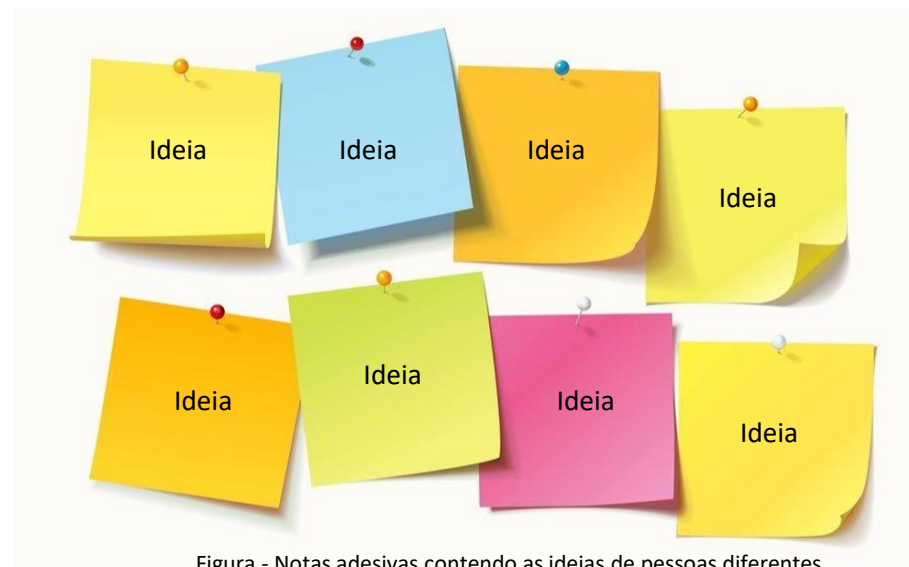 Ideia
Ideia
Ideia
Ideia
Ideia
Ideia
Ideia
Ideia
Figura - Notas adesivas contendo as ideias de pessoas diferentes